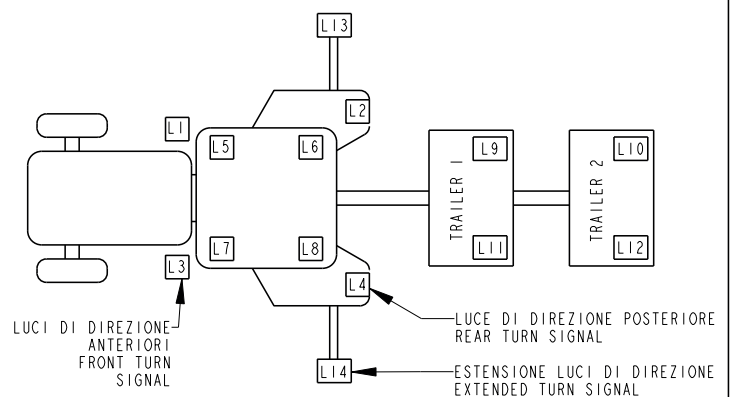 L13
L2
L1
L5
L6
L9
L10
TRAILER 1
TRAILER 2
L7
L8
L11
L12
L3
L4
LUCI DI DIREZIONE
ANTERIORI
FRONT TURN
SIGNAL
LUCE DI DIREZIONE POSTERIORE
REAR TURN SIGNAL
L14
ESTENSIONE LUCI DI DIREZIONE
EXTENDED TURN SIGNAL